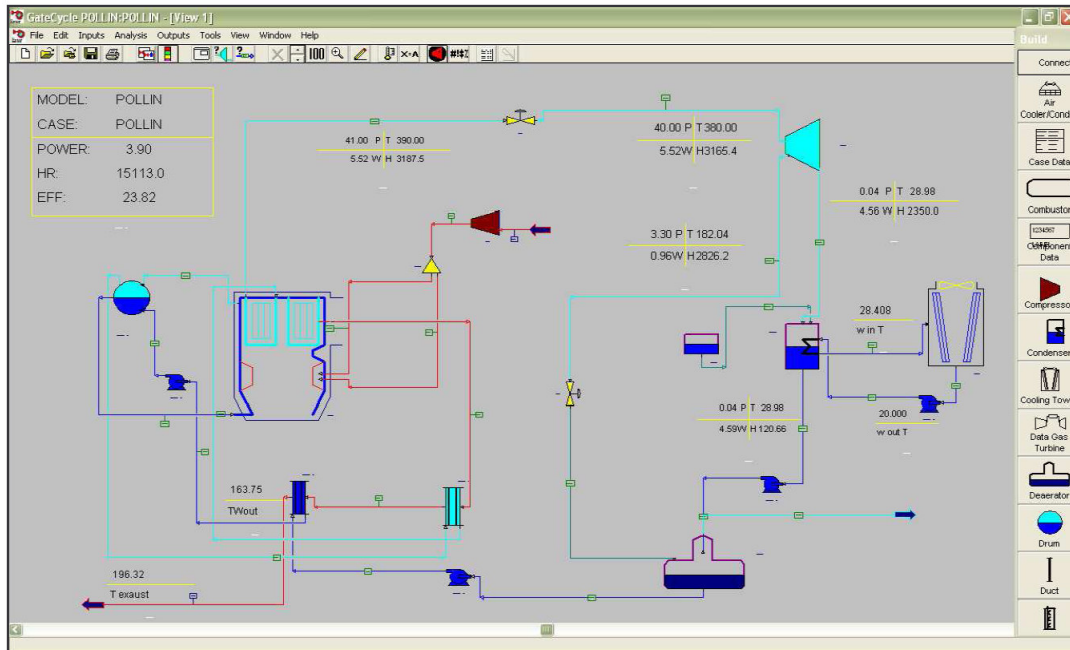 GateCycle POLLIN:POLLIN - [View 1]
File Edit Inputs Analysis Outputs Tools View Window Help
100
X÷A
Build
Connect
Air
Cooler/Conde
Case Data
Combustor
1234567
Component
Data
Compresso
Condenser
Cooling Tow
Data Gas
Turbine
Deaerator
Drum
Duct
MODEL: POLLIN
CASE: POLLIN
POWER: 3.90
HR: 15113.0
EFF: 23.82
41.00 P T 390.00
5.52 W H 3187.5
40.00 P T 380.00
5.52W H3165.4
0.04 P T 28.98
4.56 W H 2350.0
3.30 P T 182.04
0.96W H2826.2
28.408
w in T
0.04 P T 28.98
4.59W H 120.66
20.000
w out T
163.75
TWout
196.32
T exaust